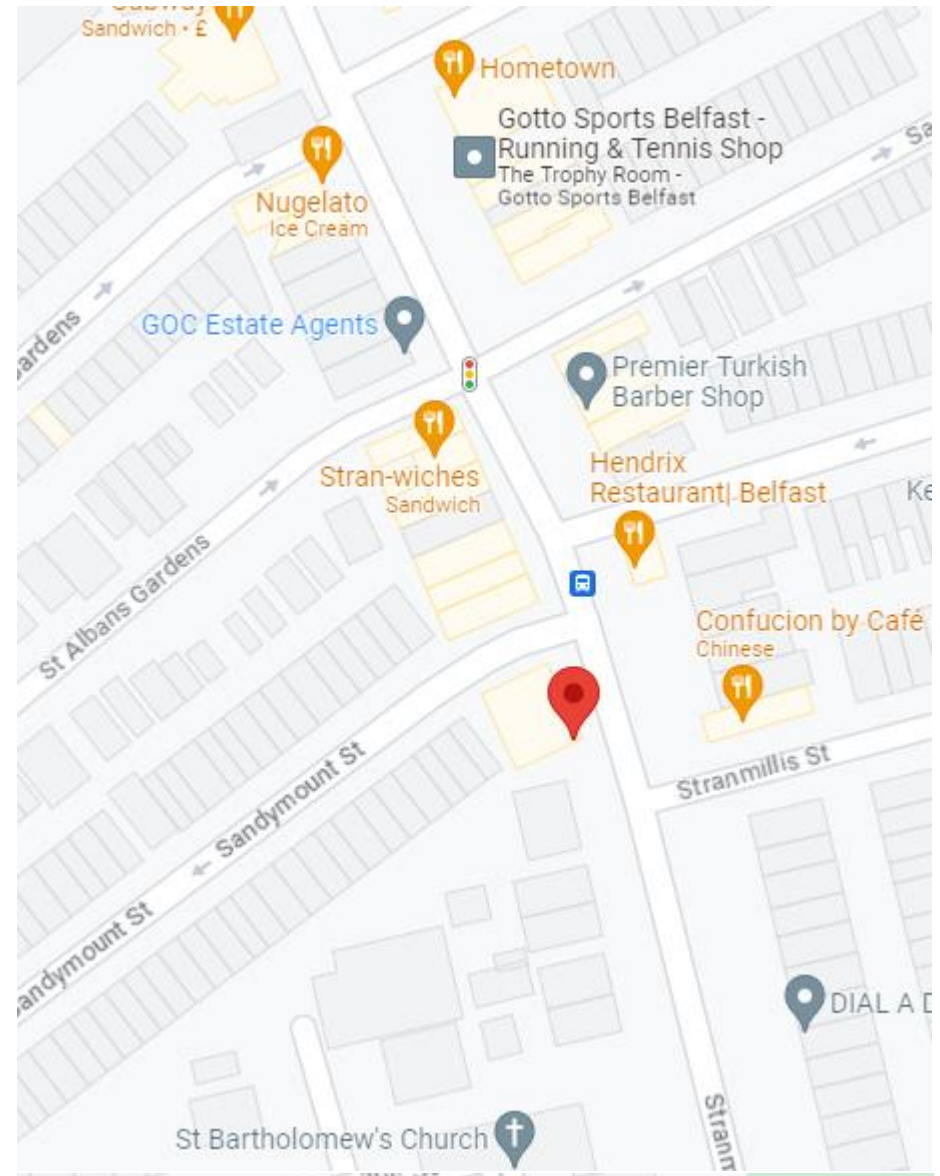 Subway
Sandwich • £
Hometown
Gotto Sports Belfast -
Running & Tennis Shop
The Trophy Room -
Gotto Sports Belfast
Nugelato
Ice Cream
GOC Estate Agents
Premier Turkish
Barber Shop
Stran-wiches
Sandwich
Hendrix
Restaurant| Belfast
St Albans Gardens
Confucion by Café
Chinese
Sandymount St
Stranmillis St
Sandymount St
DIAL A D
St Bartholomew's Church
Stranm